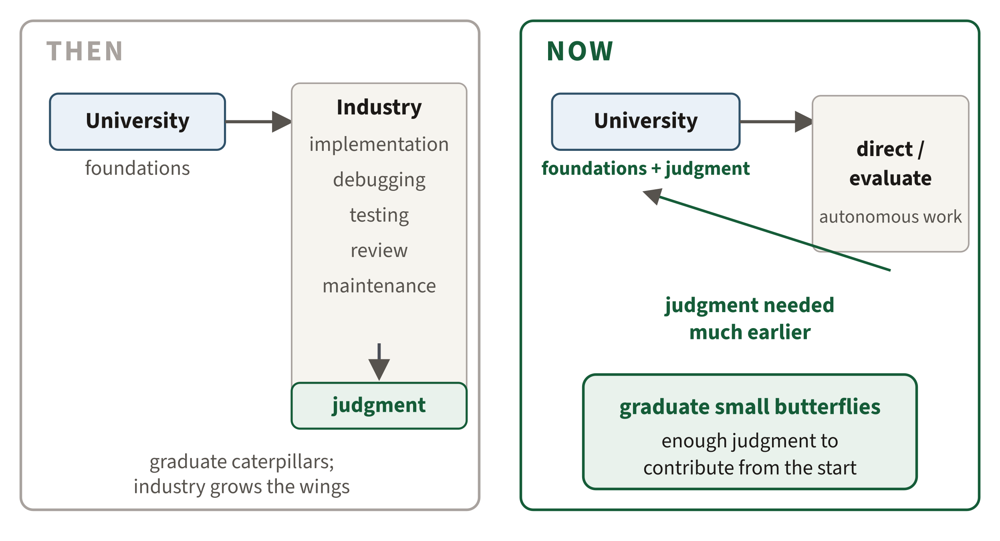 THEN
University
foundations
Industry
implementation
debugging
testing
review
maintenance
judgment
graduate caterpillars;
industry grows the wings
NOW
University
foundations + judgment
direct /
evaluate
autonomous work
judgment needed
much earlier
graduate small butterflies
enough judgment to
contribute from the start